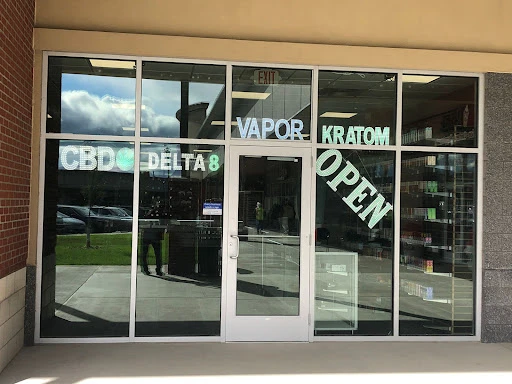 EXIT
VAPOR
KRATOM
CBD
DELTA 8
OPEN